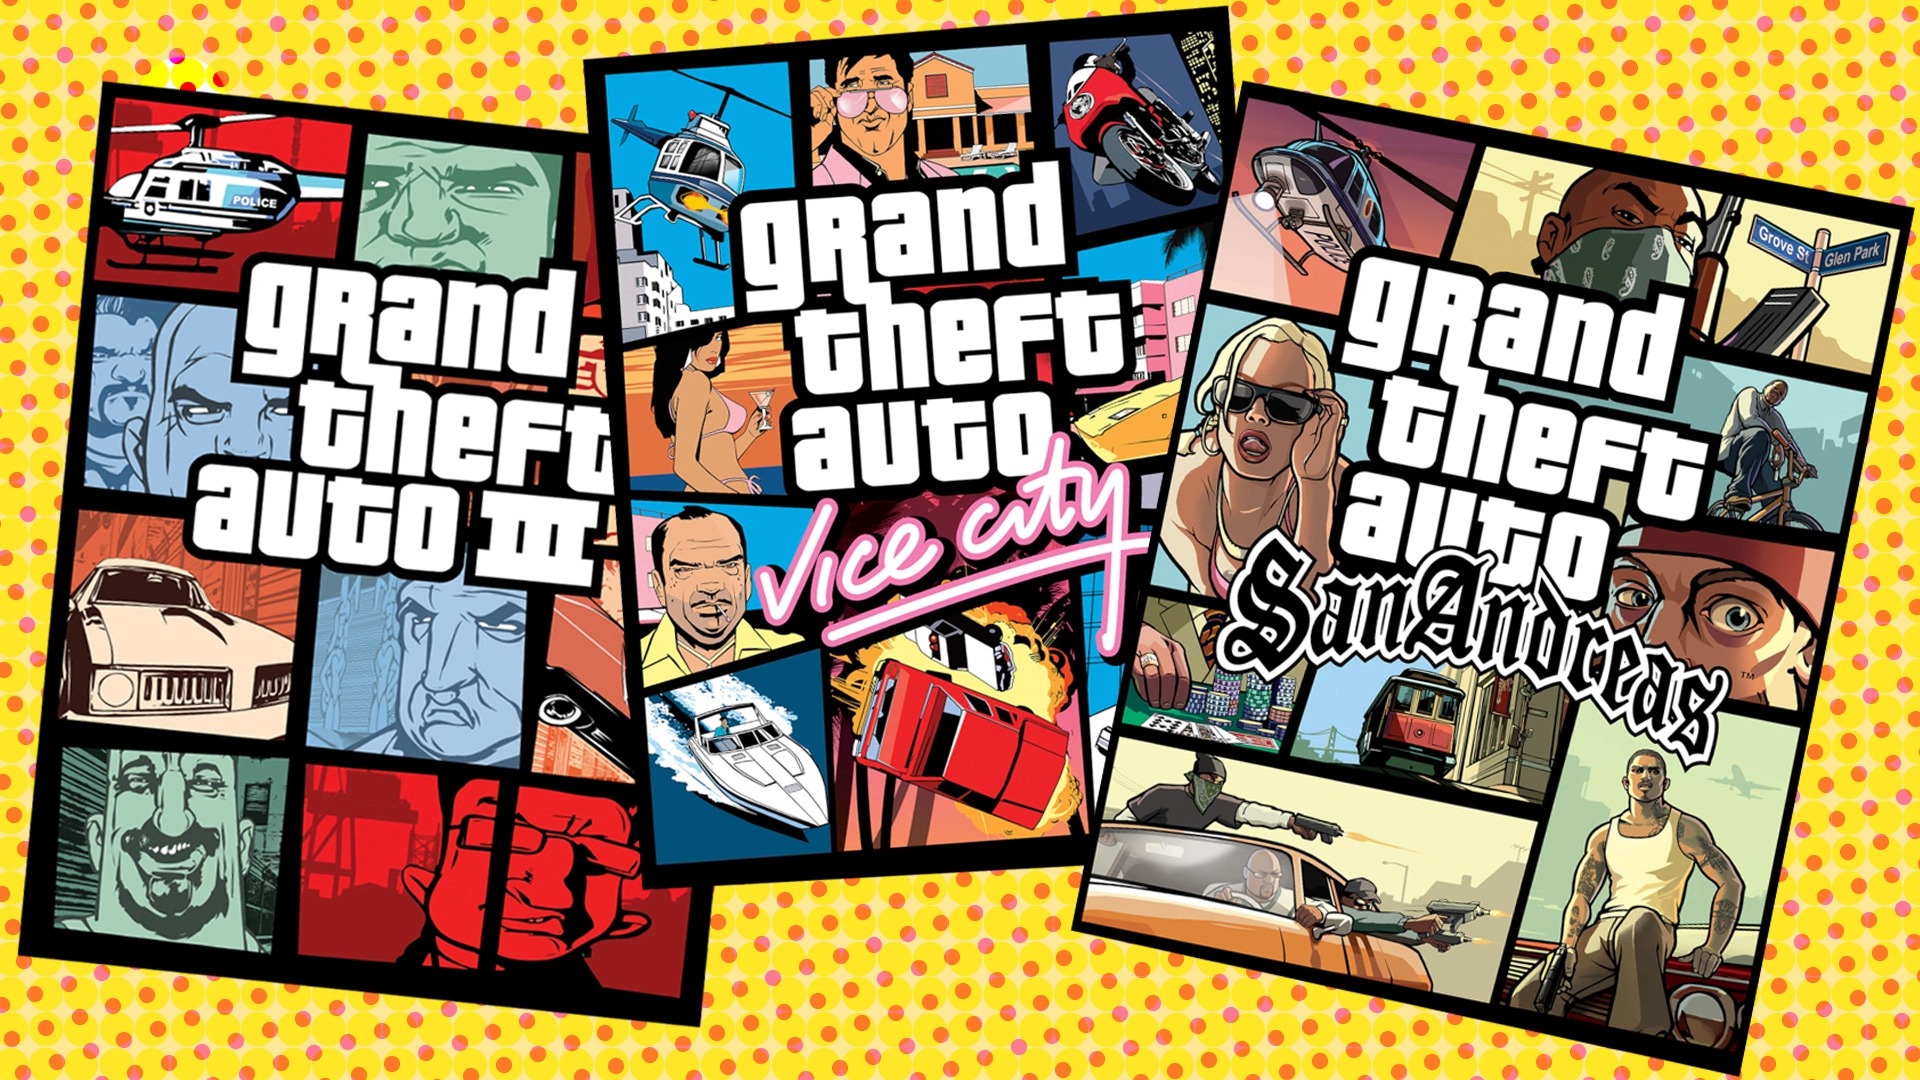 POLICE
grand
theft
auto III
grand
theft
auto
vice city
Grove St
Glen Park
grand
theft
auto
San Andreas
TM